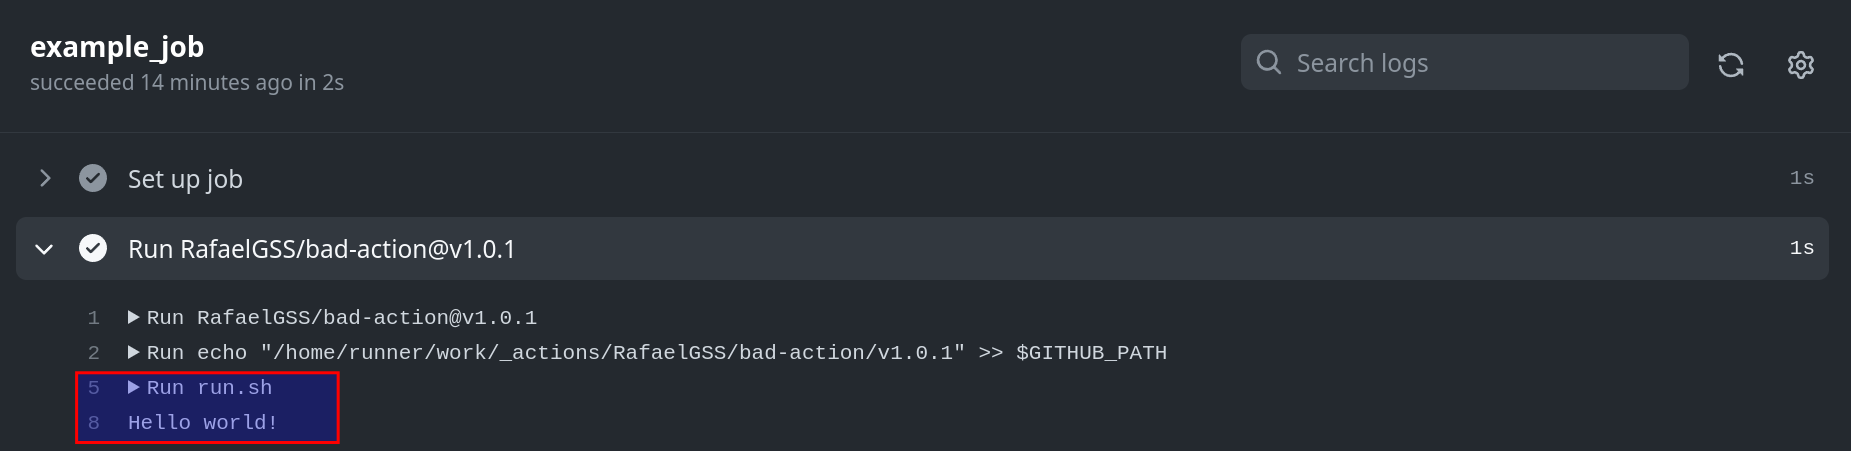 example_job
succeeded 14 minutes ago in 2s
Search logs
Set up job 1s
Run RafaelGSS/bad-action@v1.0.1 1s
1 Run RafaelGSS/bad-action@v1.0.1
2 Run echo "/home/runner/work/_actions/RafaelGSS/bad-action/v1.0.1" >> $GITHUB_PATH
5 Run run.sh
8 Hello world!